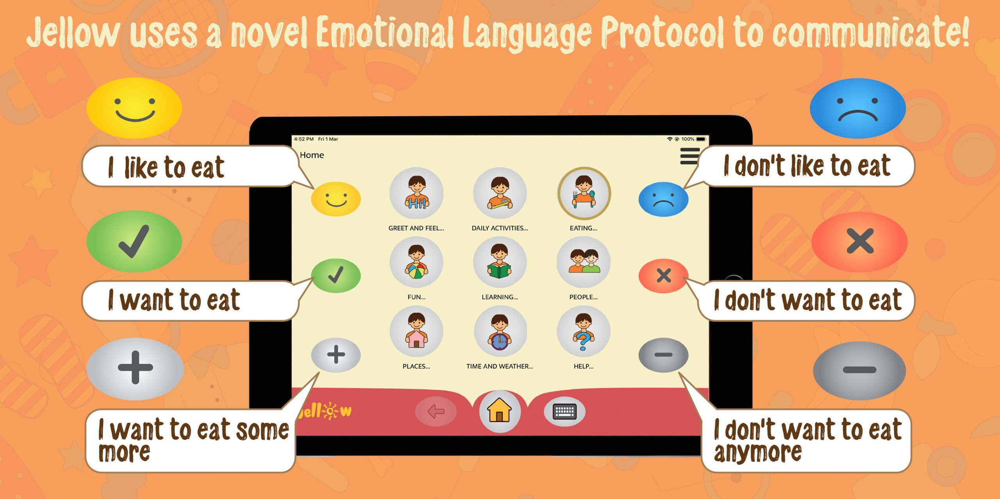 Jellow uses a novel Emotional Language Protocol to communicate!
4:52 PM Fri 1 Mar
100%
Home
I like to eat
I don't like to eat
Hi!
GREET AND FEEL...
DAILY ACTIVITIES...
EATING...
I want to eat
I don't want to eat
FUN...
LEARNING...
PEOPLE...
?
PLACES...
TIME AND WEATHER...
HELP...
I want to eat some
more
I don't want to eat
anymore
jellow